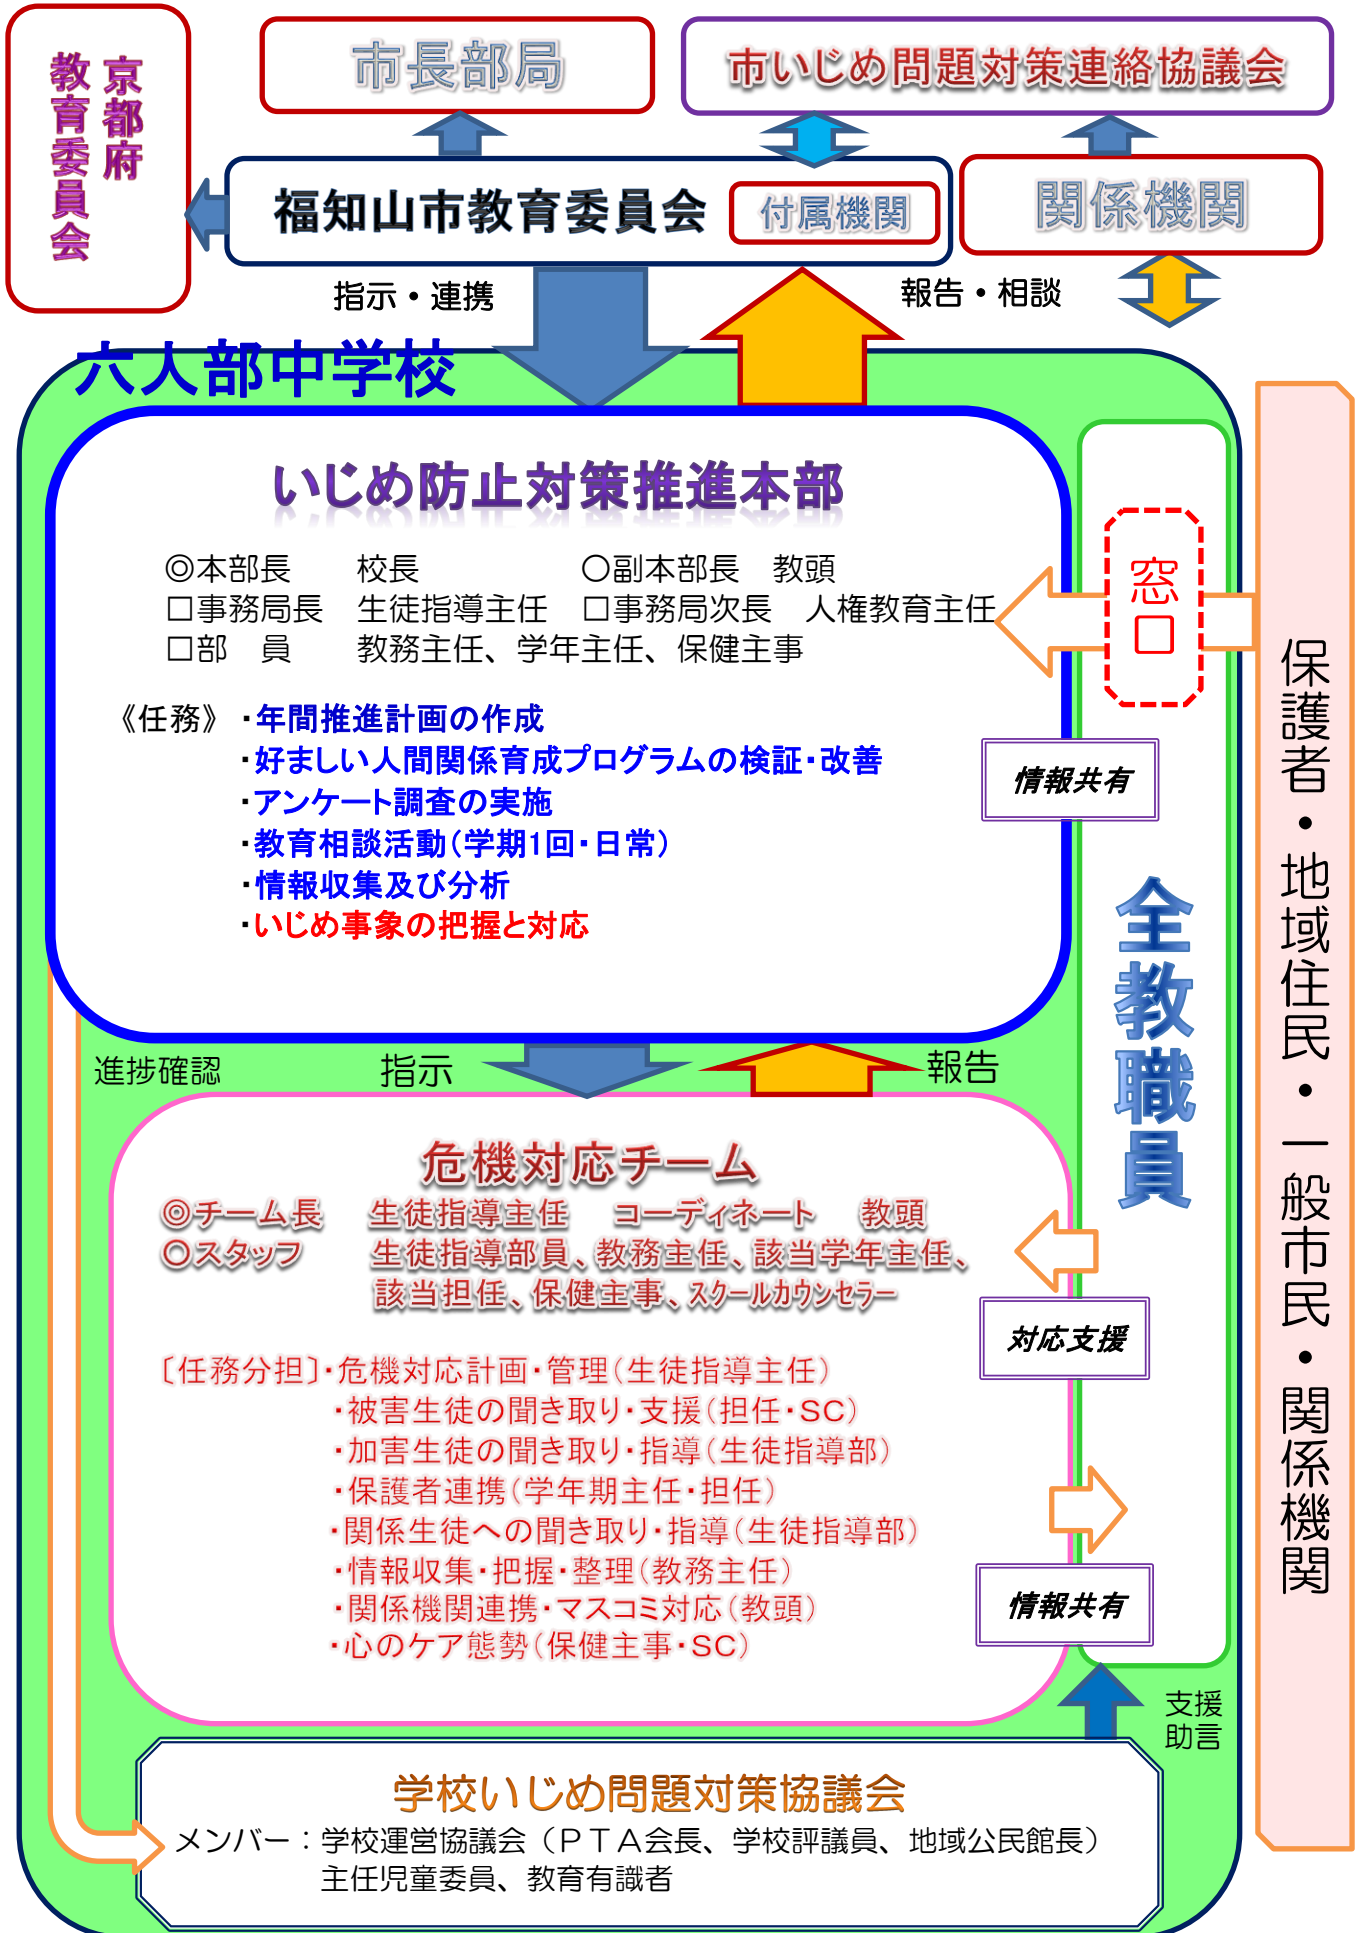 京都府
教育委員会
市長部局
市いじめ問題対策連絡協議会
福知山市教育委員会
付属機関
関係機関
指示・連携
報告・相談
六人部中学校
いじめ防止対策推進本部
◎本部長　校長　○副本部長　教頭
□事務局長　生徒指導主任　□事務局次長　人権教育主任
□部　員　教務主任、学年主任、保健主事
《任務》・年間推進計画の作成
・好ましい人間関係育成プログラムの検証・改善
・アンケート調査の実施
・教育相談活動（学期1回・日常）
・情報収集及び分析
・いじめ事象の把握と対応
窓口
情報共有
全教職員
保護者・地域住民・一般市民・関係機関
進捗確認
指示
報告
危機対応チーム
◎チーム長　生徒指導主任　コーディネート　教頭
○スタッフ　生徒指導部員、教務主任、該当学年主任、
該当担任、保健主事、スクールカウンセラー
〔任務分担〕・危機対応計画・管理（生徒指導主任）
・被害生徒の聞き取り・支援（担任・SC）
・加害生徒の聞き取り・指導（生徒指導部）
・保護者連携（学年期主任・担任）
・関係生徒への聞き取り・指導（生徒指導部）
・情報収集・把握・整理（教務主任）
・関係機関連携・マスコミ対応（教頭）
・心のケア態勢（保健主事・SC）
対応支援
情報共有
支援
助言
学校いじめ問題対策協議会
メンバー：学校運営協議会（ＰＴＡ会長、学校評議員、地域公民館長）
主任児童委員、教育有識者